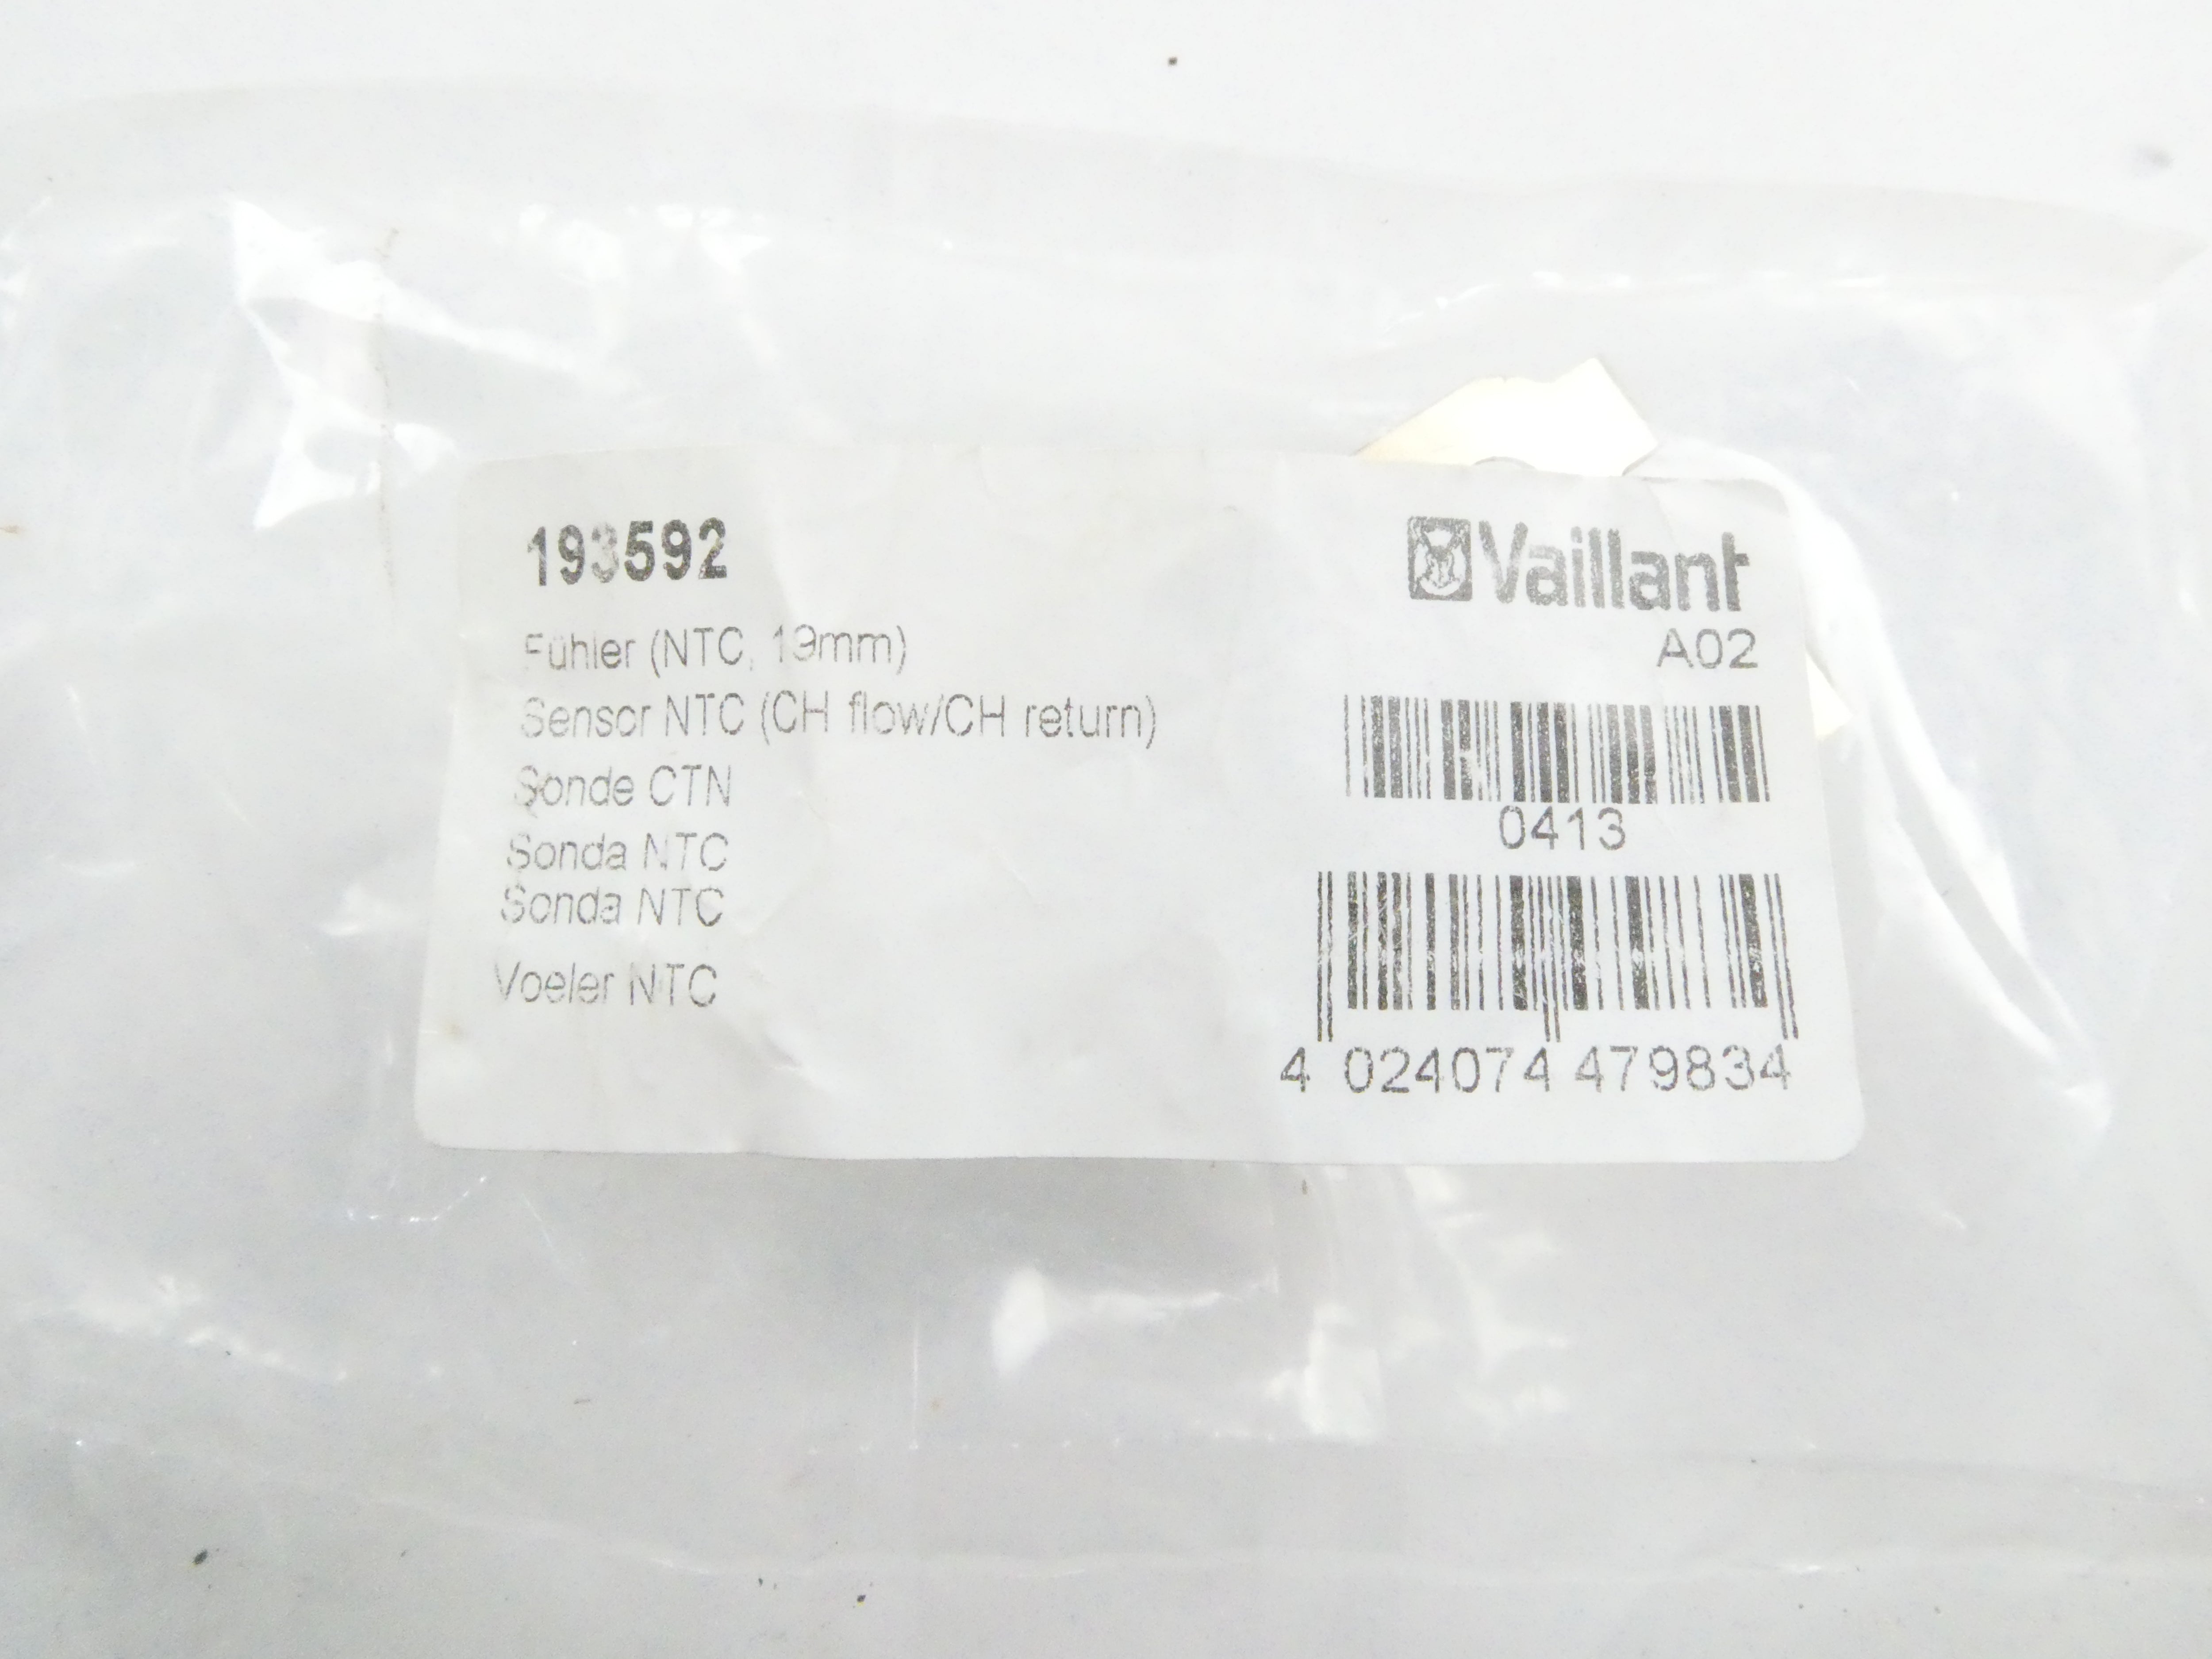 193592
Fühler (NTC, 19mm)
Sensor NTC (CH flow/CH return)
Sonde CTN
Sonda NTC
Sonda NTC
Voeler NTC
Vaillant
A02
0413
4 024074 479834